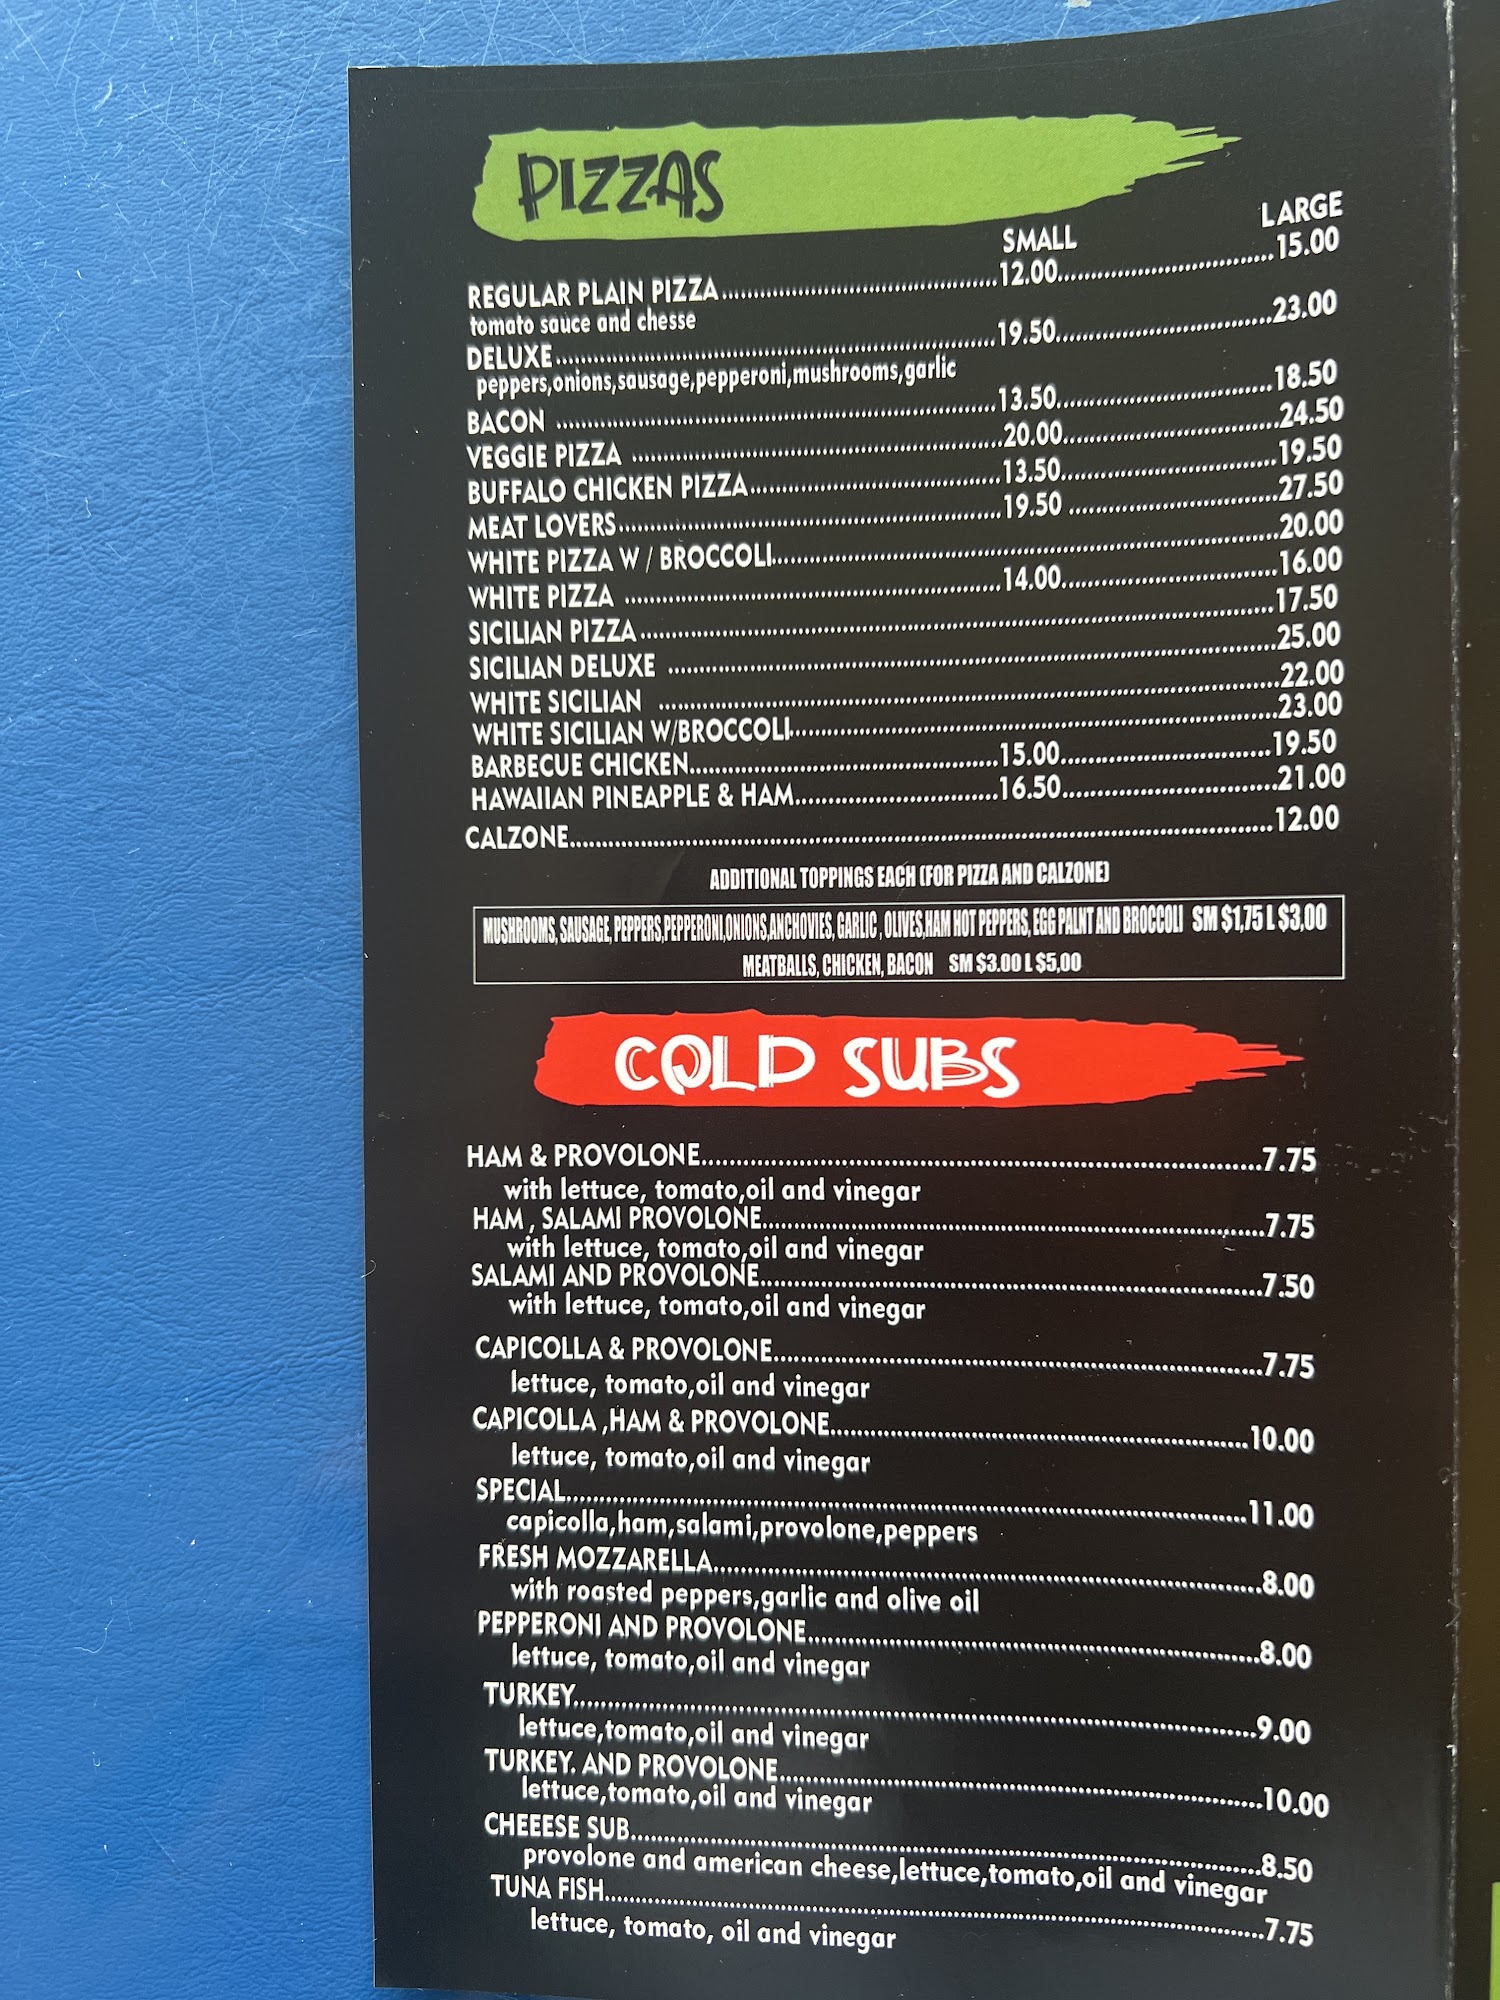 PIZZAS
SMALL LARGE
REGULAR PLAIN PIZZA 12.00 15.00
tomato sauce and chesse
DELUXE 19.50 23.00
peppers,onions,sausage,pepperoni,mushrooms,garlic
BACON 13.50 18.50
VEGGIE PIZZA 20.00 24.50
BUFFALO CHICKEN PIZZA 13.50 19.50
MEAT LOVERS 19.50 27.50
WHITE PIZZA W / BROCCOLI 20.00
WHITE PIZZA 14.00 16.00
SICILIAN PIZZA 17.50
SICILIAN DELUXE 25.00
WHITE SICILIAN 22.00
WHITE SICILIAN W/BROCCOLI 23.00
BARBECUE CHICKEN 15.00 19.50
HAWAIIAN PINEAPPLE & HAM 16.50 21.00
CALZONE 12.00
ADDITIONAL TOPPINGS EACH (FOR PIZZA AND CALZONE)
MUSHROOMS, SAUSAGE, PEPPERS,PEPPERONI,ONIONS,ANCHOVIES, GARLIC , OLIVES,HAM HOT PEPPERS, EGG PALNT AND BROCCOLI SM $1,75 L $3,00
MEATBALLS, CHICKEN, BACON SM $3.00 L $5,00
COLD SUBS
HAM & PROVOLONE 7.75
with lettuce, tomato,oil and vinegar
HAM , SALAMI PROVOLONE 7.75
with lettuce, tomato,oil and vinegar
SALAMI AND PROVOLONE 7.50
with lettuce, tomato,oil and vinegar
CAPICOLLA & PROVOLONE 7.75
lettuce, tomato,oil and vinegar
CAPICOLLA ,HAM & PROVOLONE 10.00
lettuce, tomato,oil and vinegar
SPECIAL 11.00
capicolla,ham,salami,provolone,peppers
FRESH MOZZARELLA 8.00
with roasted peppers,garlic and olive oil
PEPPERONI AND PROVOLONE 8.00
lettuce, tomato,oil and vinegar
TURKEY 9.00
lettuce,tomato,oil and vinegar
TURKEY. AND PROVOLONE 10.00
lettuce,tomato,oil and vinegar
CHEEESE SUB 8.50
provolone and american cheese,lettuce,tomato,oil and vinegar
TUNA FISH 7.75
lettuce, tomato, oil and vinegar